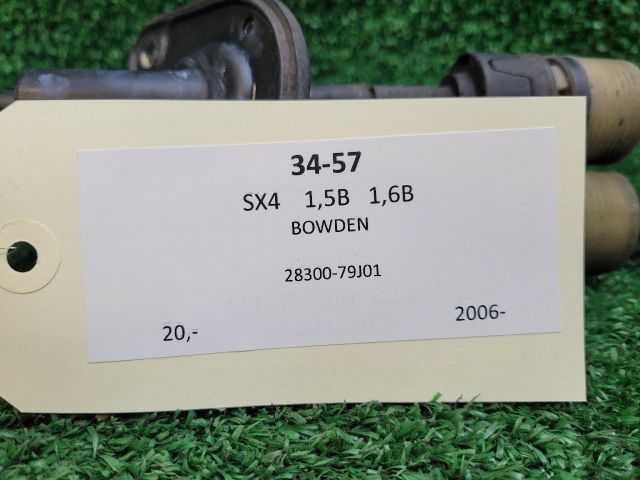 34-57
SX4 1,5B 1,6B
BOWDEN
28300-79J01
20,- 2006-